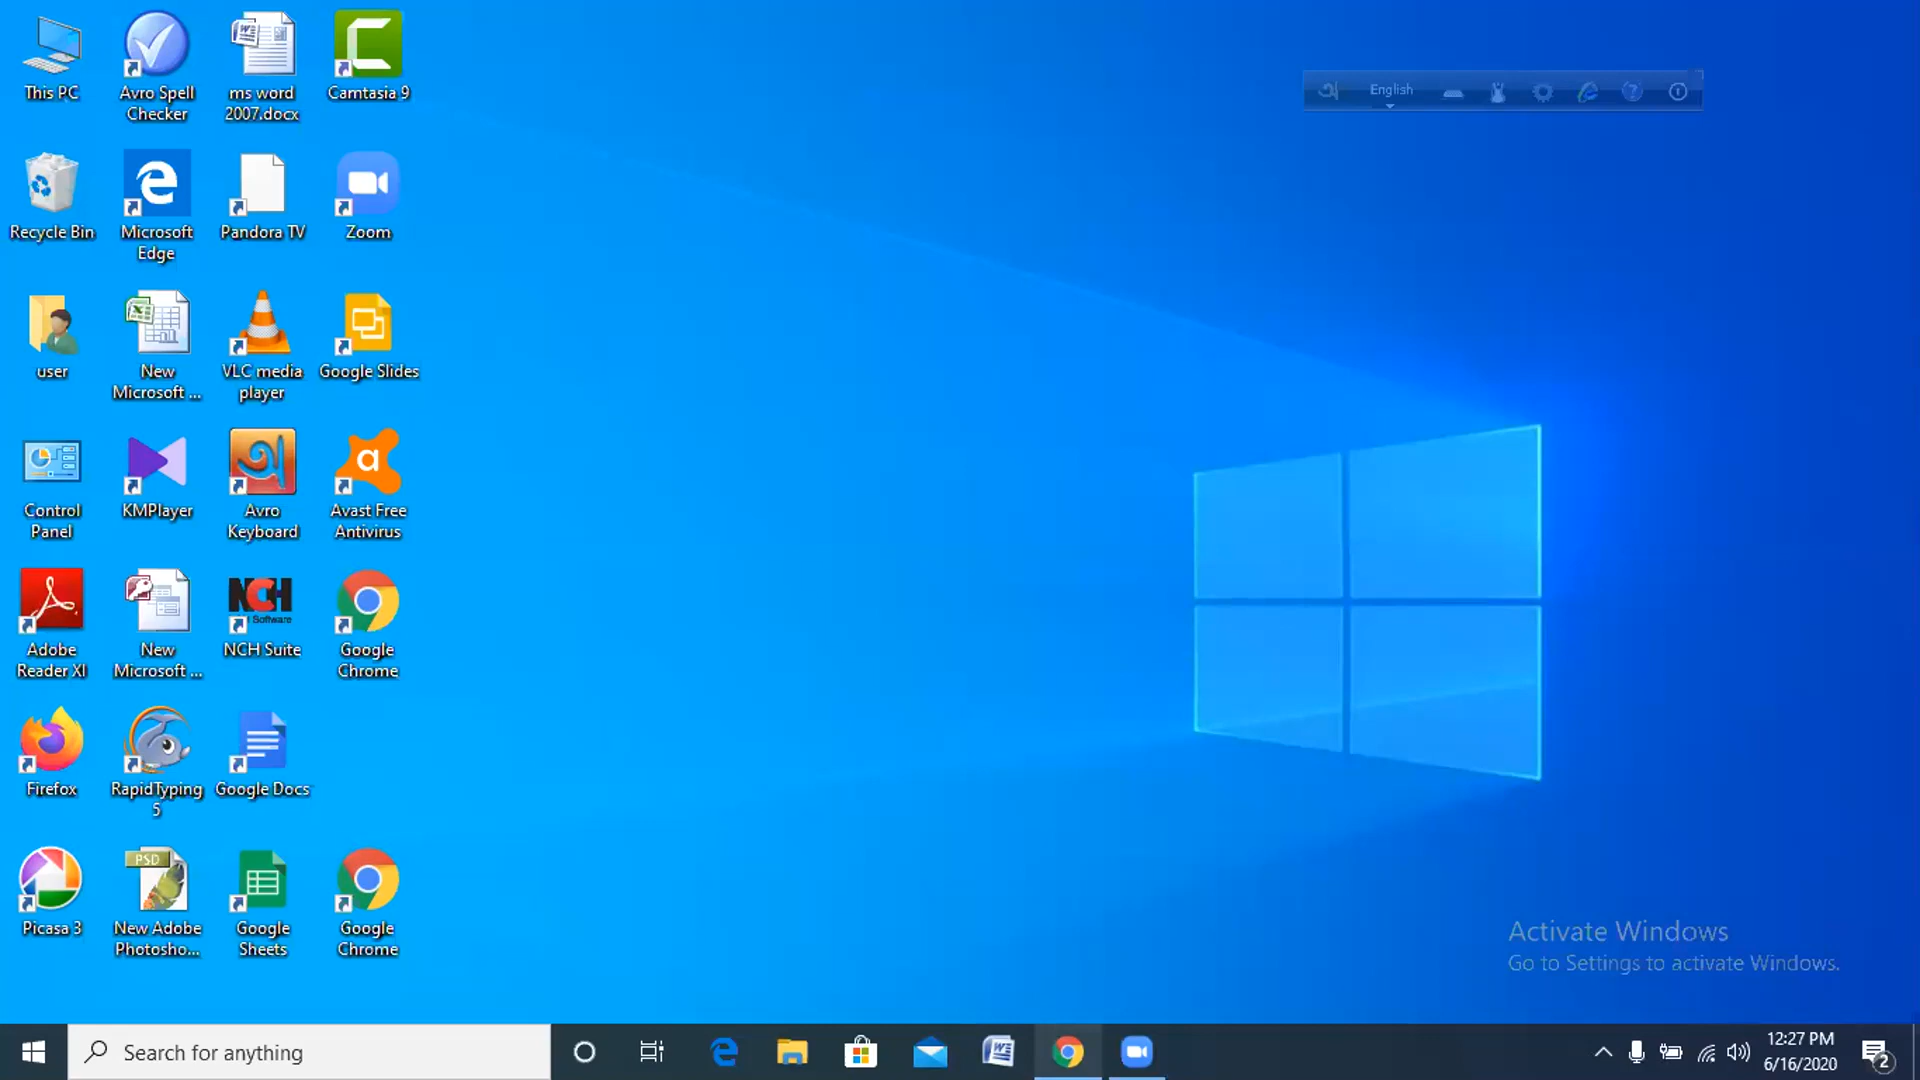 This PC
Avro Spell
Checker
ms word
2007.docx
Camtasia 9
English
Recycle Bin
Microsoft
Edge
Pandora TV
Zoom
user
New
Microsoft ...
VLC media
player
Google Slides
Control
Panel
KMPlayer
Avro
Keyboard
Avast Free
Antivirus
Adobe
Reader XI
New
Microsoft ...
NCH
Software
NCH Suite
Google
Chrome
Firefox
RapidTyping
5
Google Docs
Picasa 3
PSD
New Adobe
Photosho...
Google
Sheets
Google
Chrome
Activate Windows
Go to Settings to activate Windows.
Search for anything
12:27 PM
6/16/2020
2